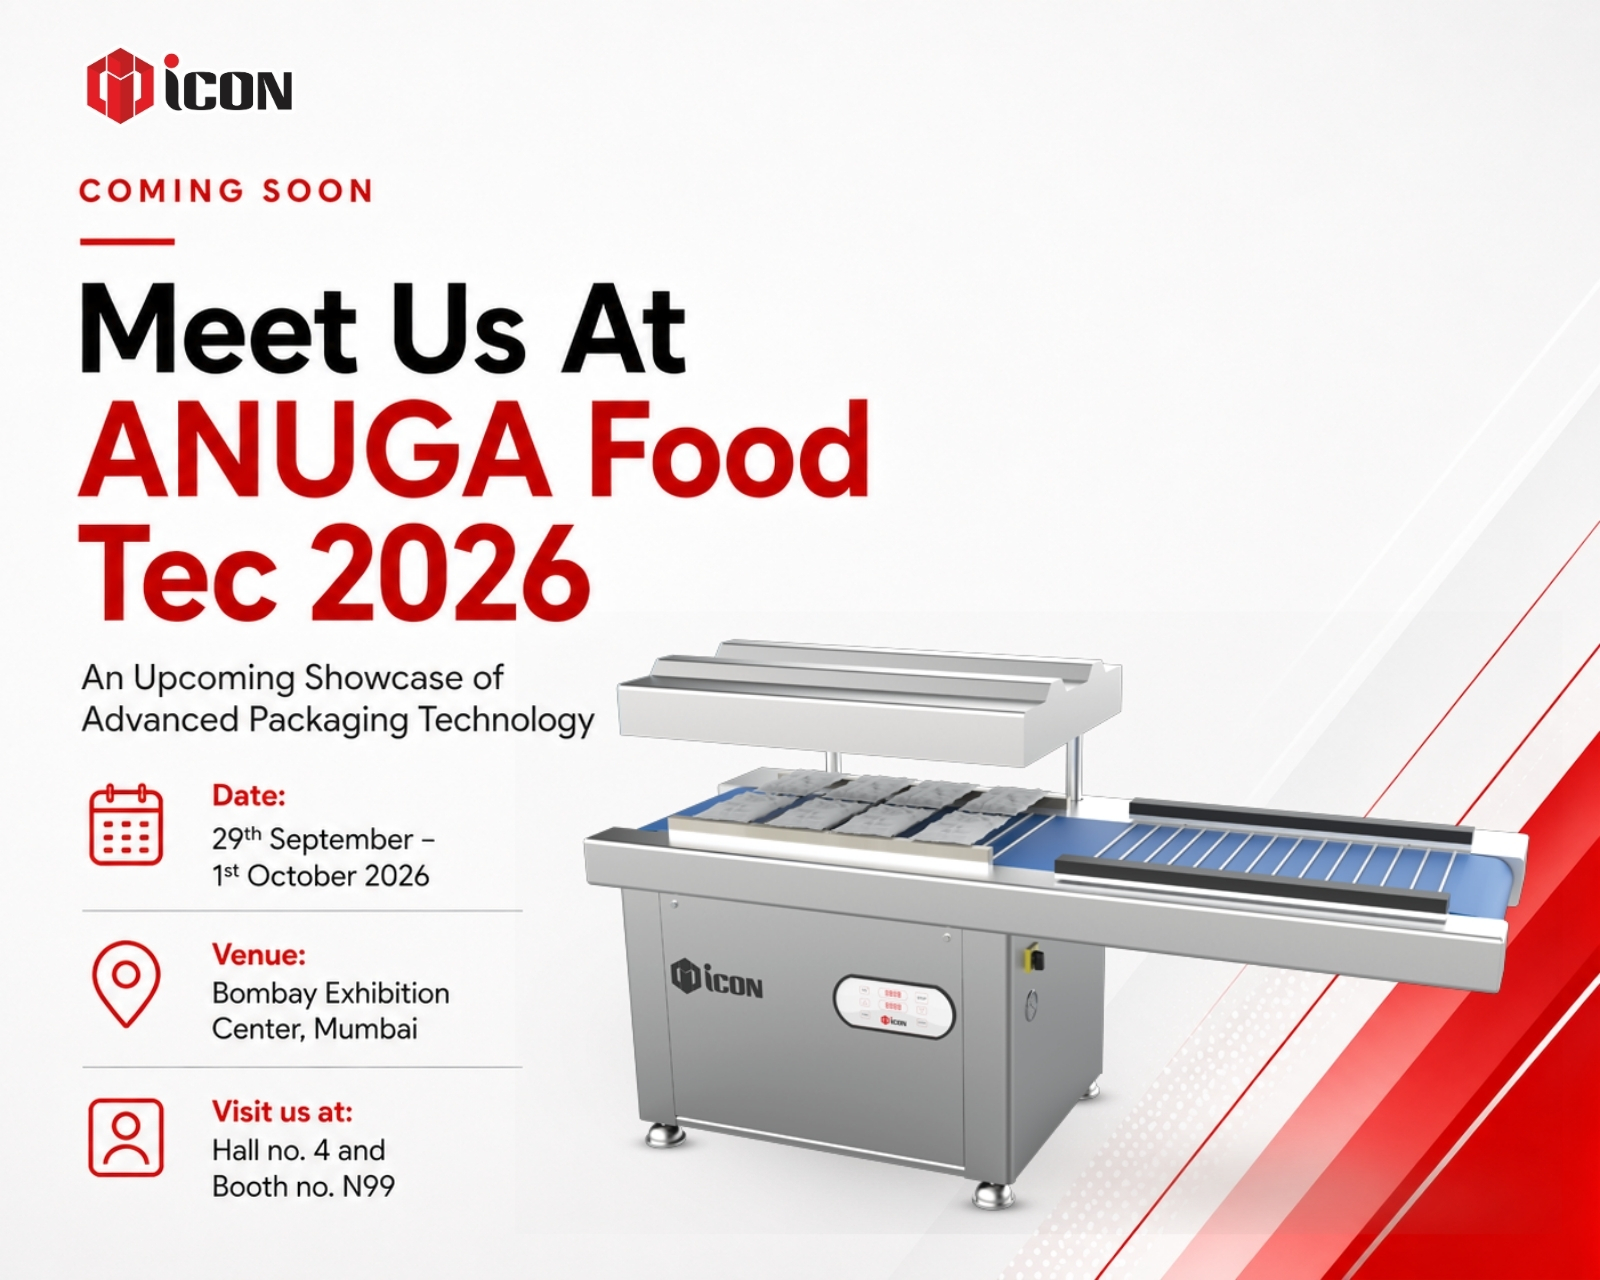 icon
COMING SOON
Meet Us At
ANUGA Food
Tec 2026
An Upcoming Showcase of
Advanced Packaging Technology
Date:
29th September –
1st October 2026
Venue:
Bombay Exhibition
Center, Mumbai
Visit us at:
Hall no. 4 and
Booth no. N99
icon
icon